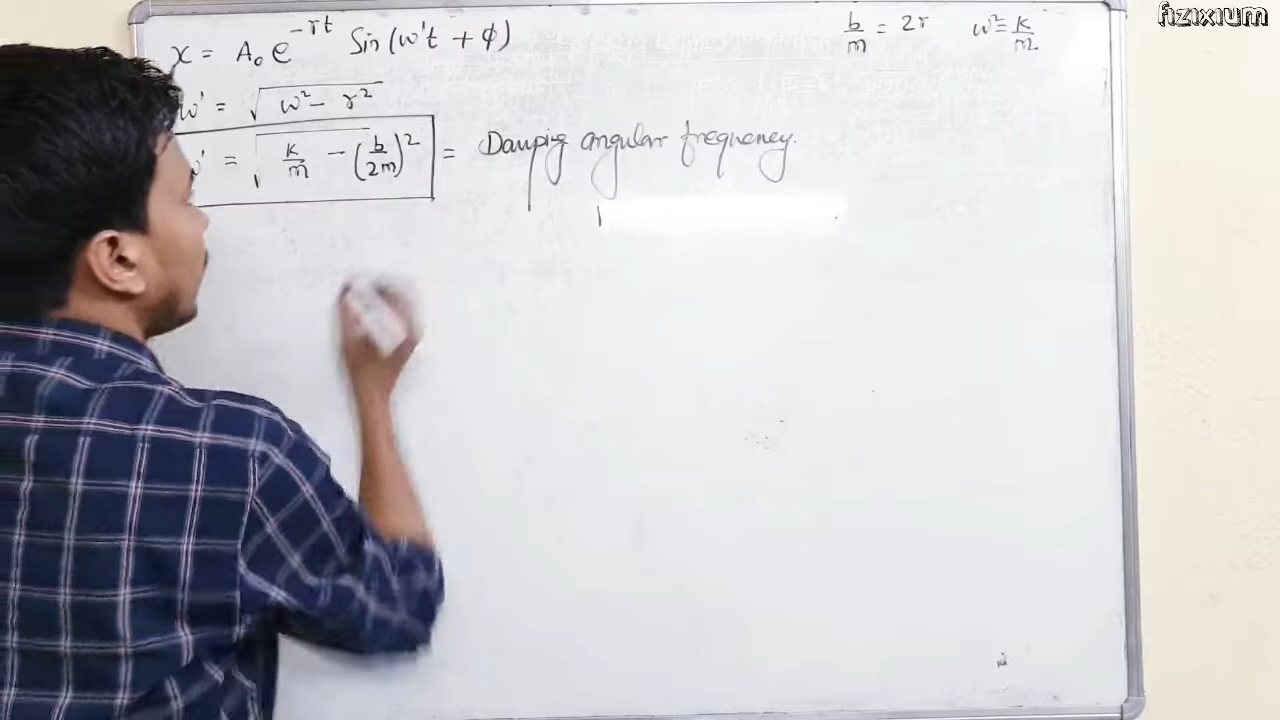 fizixium
x = A₀ e^{-rt} Sin (w't + φ)
b/m = 2r w² = k/m
w' = √(w² - r²)
w' = √(k/m - (b/2m)²) = Damping angular frequency.